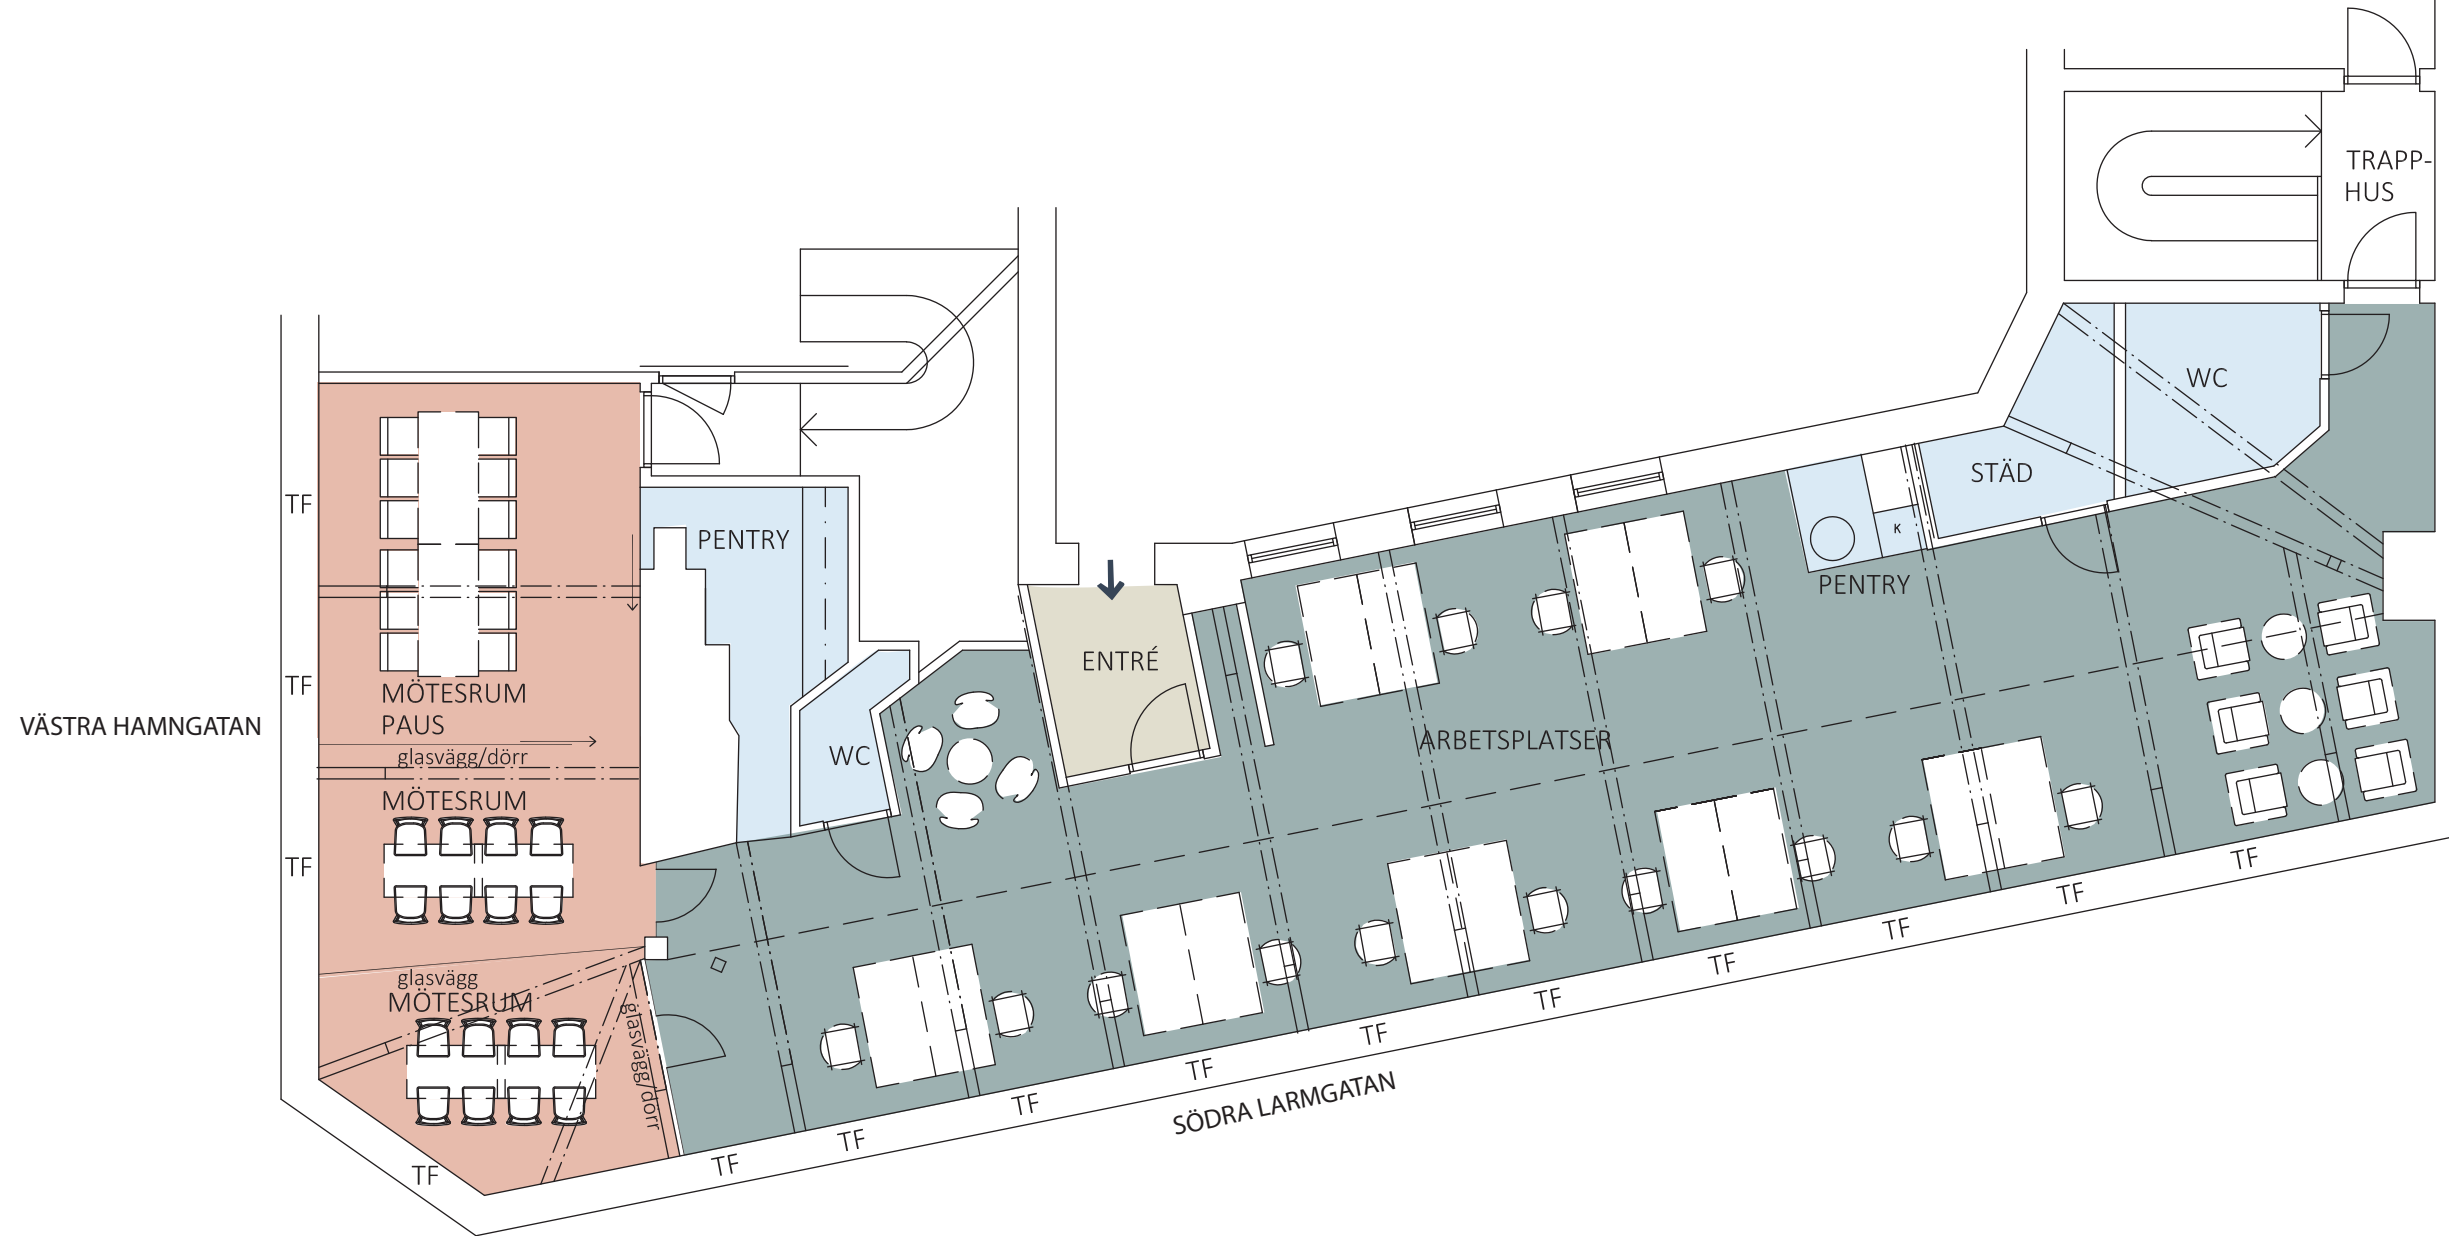 TRAPP-
HUS
WC
STÄD
K
PENTRY
TF
PENTRY
ENTRÉ
TF
MÖTESRUM
PAUS
VÄSTRA HAMNGATAN
ARBETSPLATSER
glasvägg/dörr
WC
MÖTESRUM
TF
glasvägg
MÖTESRUM
glasvägg/dörr
TF
TF
TF
TF
TF
TF
TF
TF
TF
TF
TF
SÖDRA LARMGATAN